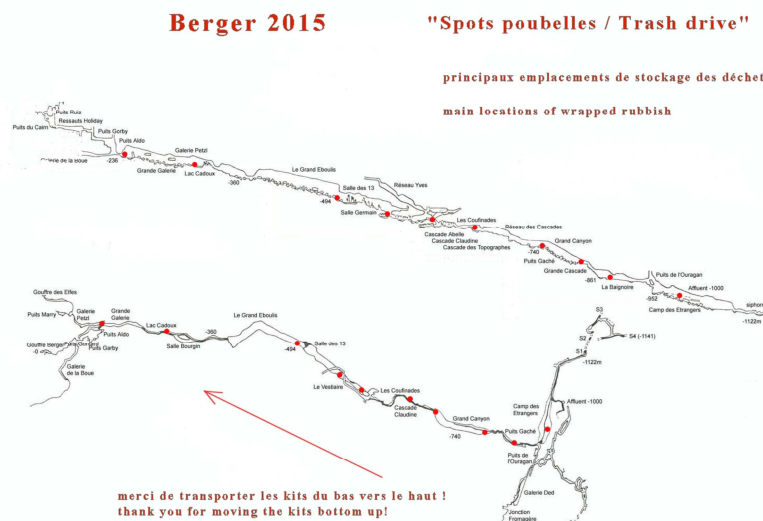 Berger 2015
"Spots poubelles / Trash drive"
principaux emplacements de stockage des déchet
main locations of wrapped rubbish
Puits Ruiz
Ressauts Holiday
Puits du Cairn
Puits Gorby
Puits Aldo
Galerie Petzl
-236
de la Boue
Grande Galerie
Lac Cadoux
-360
Le Grand Eboulis
Salle des 13
Réseau Yves
-494
Salle Germain
Les Coufinades
Réseau des Cascades
Cascade Abelle
Cascade Claudine
Cascade des Topographes
Grand Canyon
-740
Puits Gaché
Grande Cascade
-861
La Baignoire
Puits de l'Ouragan
Affluent -1000
-952
Camp des Etrangers
siphon
-1122m
Gouffre des Elfes
Puits Marry
Galerie Petzl
Grande Galerie
Puits Aldo
Gouffre Berger
-0
Puits Garby
Galerie de la Boue
Lac Cadoux
-360
Salle Bourgin
Le Grand Eboulis
-494
Salle des 13
Le Vestiaire
Les Coufinades
Cascade Claudine
Grand Canyon
-740
Puits Gaché
Puits de l'Ouragan
Camp des Etrangers
Affluent -1000
S3
S2
S4 (-1141)
S1
-1122m
Galerie Ded
Jonction Fromagère
merci de transporter les kits du bas vers le haut !
thank you for moving the kits bottom up!